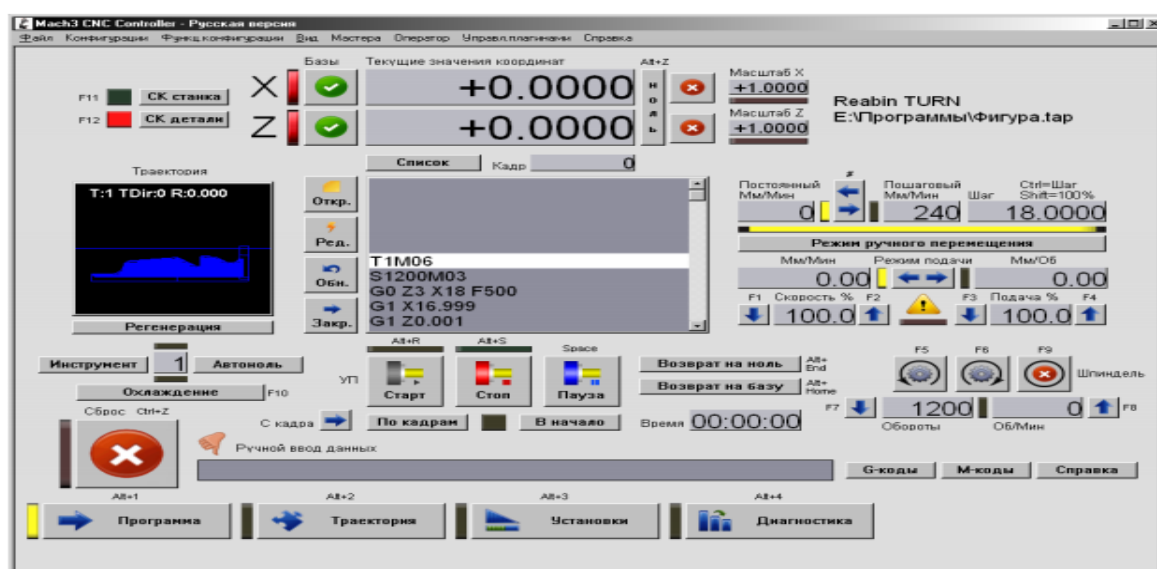 Mach3 CNC Controller - Русская версия
Файл Конфигурации Функц.конфигурации Вид Мастера Оператор Управл.плагинами Справка
Базы Текущие значения координат Alt+Z
F11 СК станка X +0.0000 ноль Масштаб X +1.0000
F12 СК детали Z +0.0000 Масштаб Z +1.0000
Reabin TURN
E:\Программы\Фигура.tap
Список Кадр 0
Траектория
T:1 TDir:0 R:0.000
Регенерация
Откр.
Ред.
Обн.
Закр.
T1M06
S1200M03
G0 Z3 X18 F500
G1 X16.999
G1 Z0.001
# 
Постоянный Пошаговый Ctrl=Шаг
Мм/Мин Мм/Мин Шаг Shift=100%
0 240 18.0000
Режим ручного перемещения
Мм/Мин Режим подачи Мм/Об
0.00 0.00
F1 Скорость % F2 F3 Подача % F4
100.0 100.0
Инструмент 1 Автоноль
Охлаждение F10
Alt+R Alt+S Space
УП Старт Стоп Пауза
Возврат на ноль Alt+End
Возврат на базу Alt+Home
F5 F6 F9
Шпиндель
F7 1200 0 F8
Обороты Об/Мин
Сброс Ctrl+Z
С кадра По кадрам В начало Время 00:00:00
Ручной ввод данных
G-коды М-коды Справка
Alt+1 Alt+2 Alt+3 Alt+4
Программа Траектория Установки Диагностика